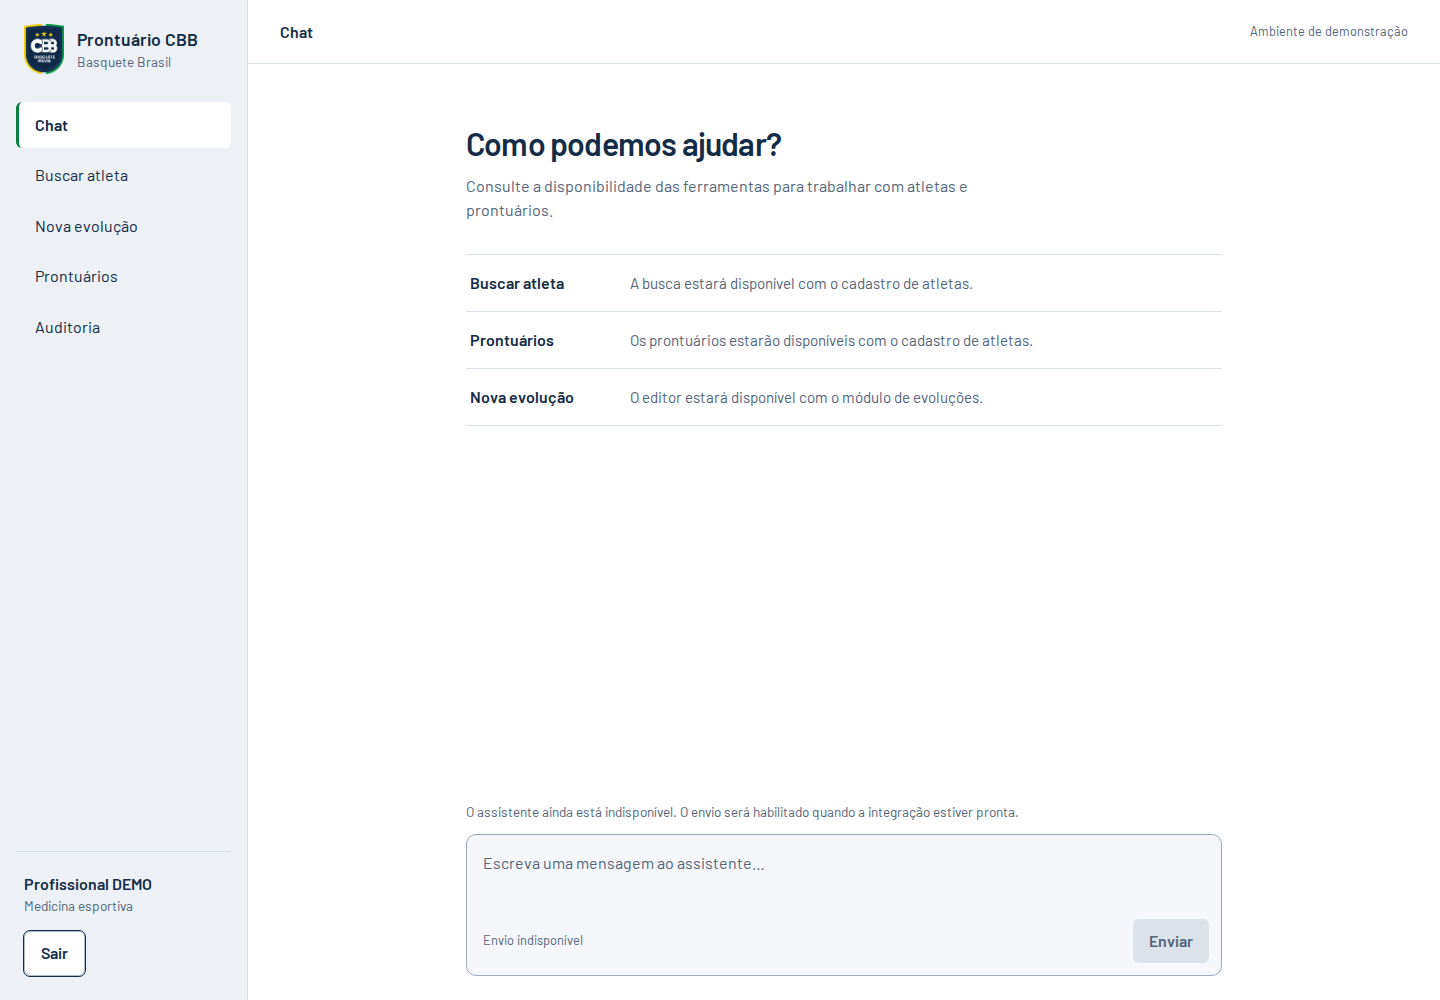 CBB
BASQUETE
BRASIL
Prontuário CBB
Basquete Brasil
Chat
Buscar atleta
Nova evolução
Prontuários
Auditoria
Profissional DEMO
Medicina esportiva
Sair
Chat
Ambiente de demonstração
Como podemos ajudar?
Consulte a disponibilidade das ferramentas para trabalhar com atletas e
prontuários.
Buscar atleta A busca estará disponível com o cadastro de atletas.
Prontuários Os prontuários estarão disponíveis com o cadastro de atletas.
Nova evolução O editor estará disponível com o módulo de evoluções.
O assistente ainda está indisponível. O envio será habilitado quando a integração estiver pronta.
Escreva uma mensagem ao assistente...
Envio indisponível
Enviar